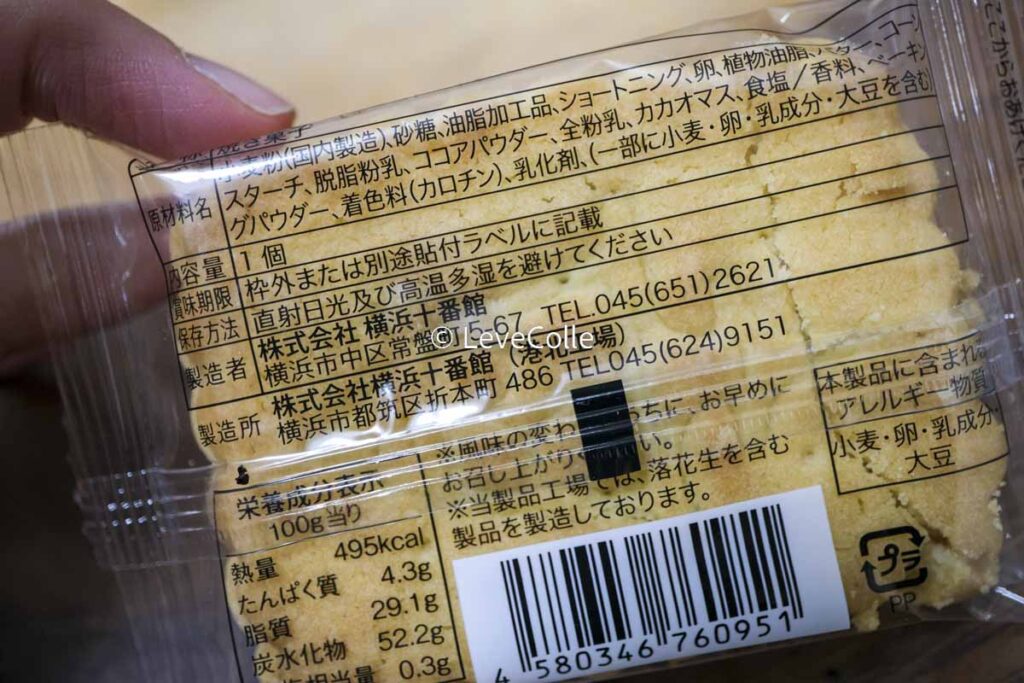 焼き菓子
原材料名
小麦粉(国内製造)、砂糖、油脂加工品、ショートニング、卵、植物油脂、バター、コーン
スターチ、脱脂粉乳、ココアパウダー、全粉乳、カカオマス、食塩/香料、ベーキン
グパウダー、着色料(カロチン)、乳化剤、(一部に小麦・卵・乳成分・大豆を含む)
内容量 1個
賞味期限 枠外または別途貼付ラベルに記載
保存方法 直射日光及び高温多湿を避けてください
製造者 株式会社 横浜十番館
横浜市中区常盤町5-67 TEL.045(651)2621
製造所 株式会社横浜十番館 (港北工場)
横浜市都筑区折本町 486 TEL045(624)9151
© LeveColle
※風味の変わ ちに、お早めに
お召し上がり い。
※当製品工場では、落花生を含む
製品を製造しております。
本製品に含まれる
アレルギー物質
小麦・卵・乳成分・
大豆
栄養成分表示
100g当り
熱量 495kcal
たんぱく質 4.3g
脂質 29.1g
炭水化物 52.2g
塩相当量 0.3g
4 580346 760951
プラ
PP
ここからおあけくだ